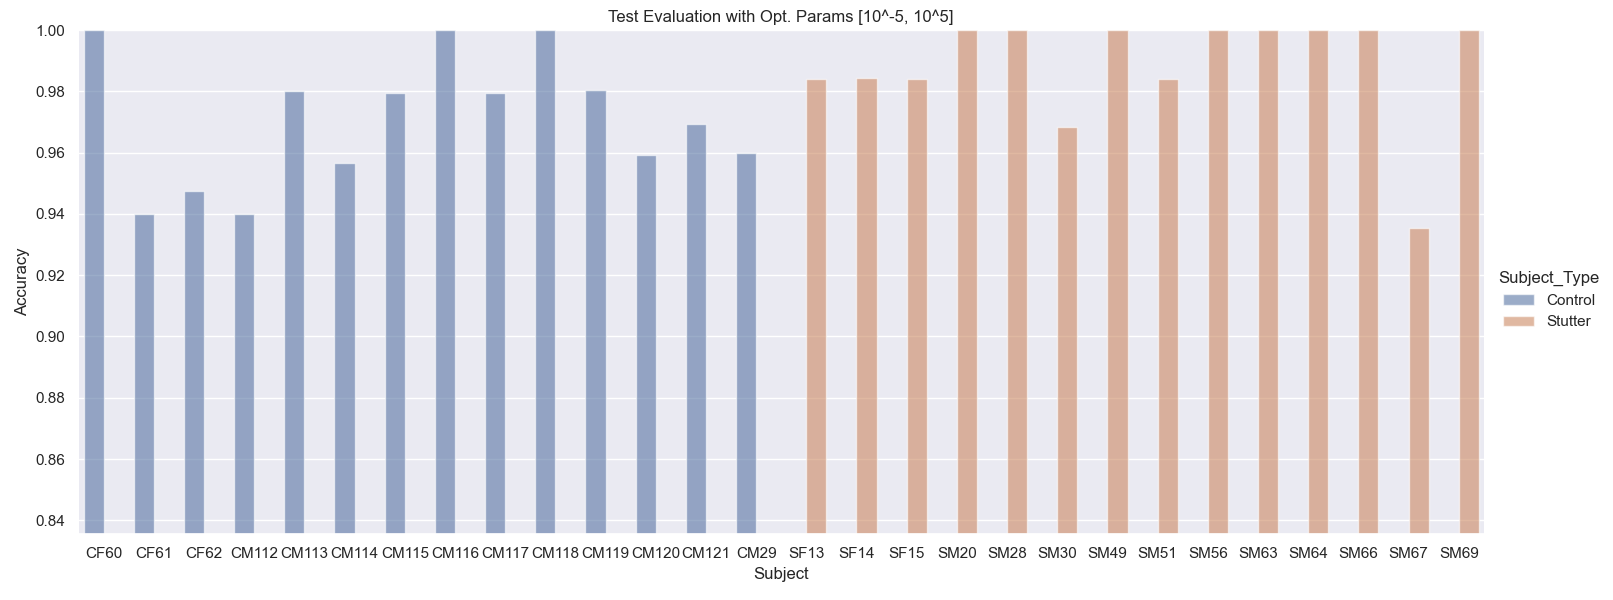 Test Evaluation with Opt. Params [10^-5, 10^5]
1.00
0.98
0.96
0.94
0.92
0.90
0.88
0.86
0.84
Accuracy
CF60 CF61 CF62 CM112 CM113 CM114 CM115 CM116 CM117 CM118 CM119 CM120 CM121 CM29 SF13 SF14 SF15 SM20 SM28 SM30 SM49 SM51 SM56 SM63 SM64 SM66 SM67 SM69
Subject
Subject_Type
Control
Stutter